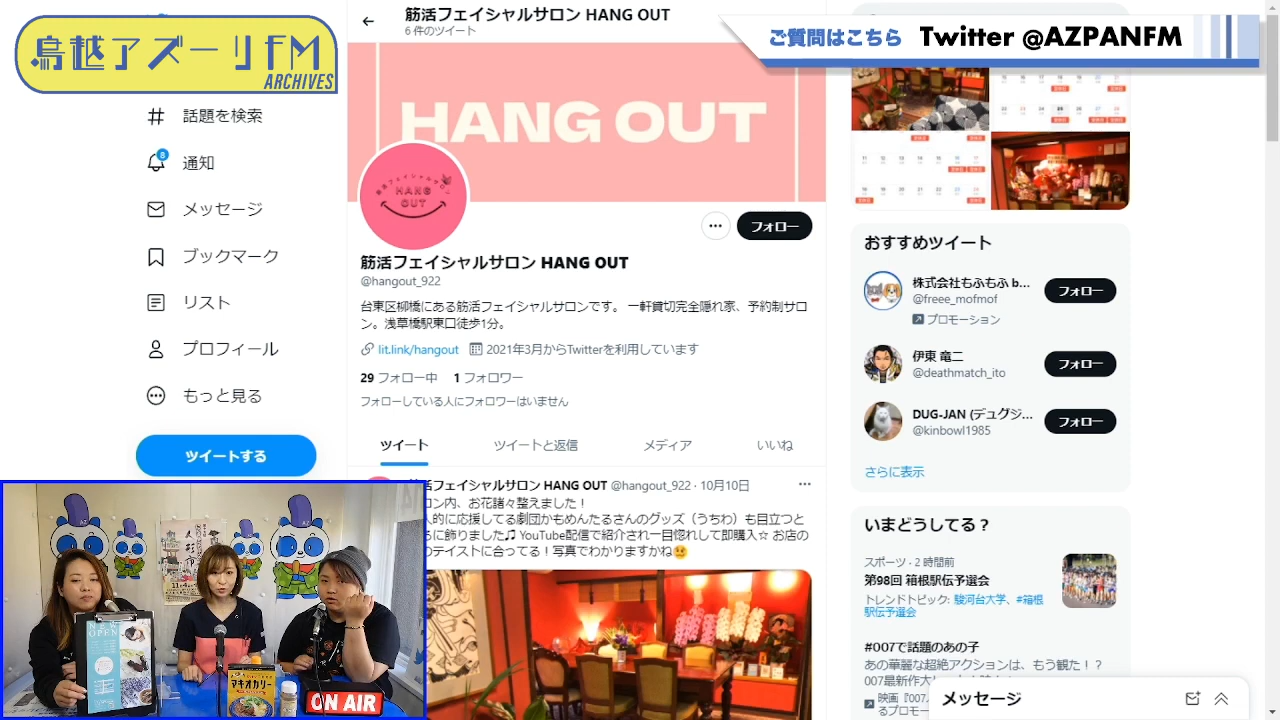 鳥越アズーリFM
ARCHIVES
筋活フェイシャルサロン HANG OUT
6 件のツイート
ご質問はこちら Twitter @AZPANFM
HANG OUT
話題を検索
8
通知
メッセージ
ブックマーク
リスト
プロフィール
もっと見る
ツイートする
HANG
OUT
フォロー
筋活フェイシャルサロン HANG OUT
@hangout_922
台東区柳橋にある筋活フェイシャルサロンです。 一軒貸切完全隠れ家、予約制サロ
ン。浅草橋駅東口徒歩1分。
lit.link/hangout 2021年3月からTwitterを利用しています
29 フォロー中 1 フォロワー
フォローしている人にフォロワーはいません
ツイート ツイートと返信 メディア いいね
フェイシャルサロン HANG OUT @hangout_922 · 10月10日
ロン内、お花諸々整えました！
人的に応援してる劇団かもめんたるさんのグッズ（うちわ）も目立つと
ろに飾りました♫ YouTube配信で紹介され一目惚れして即購入☆ お店の
のテイストに合ってる！写真でわかりますかね
おすすめツイート
株式会社もふもふ b...
@freee_mofmof
プロモーション
フォロー
伊東 竜二
@deathmatch_ito
フォロー
DUG-JAN (デュグジ...
@kinbowl1985
フォロー
さらに表示
いまどうしてる？
スポーツ · 2 時間前
第98回 箱根駅伝予選会
トレンドトピック: 駿河台大学、#箱根
駅伝予選会
#007で話題のあの子
あの華麗な超絶アクションは、もう観た！？
メッセージ
OPEN
ON AIR